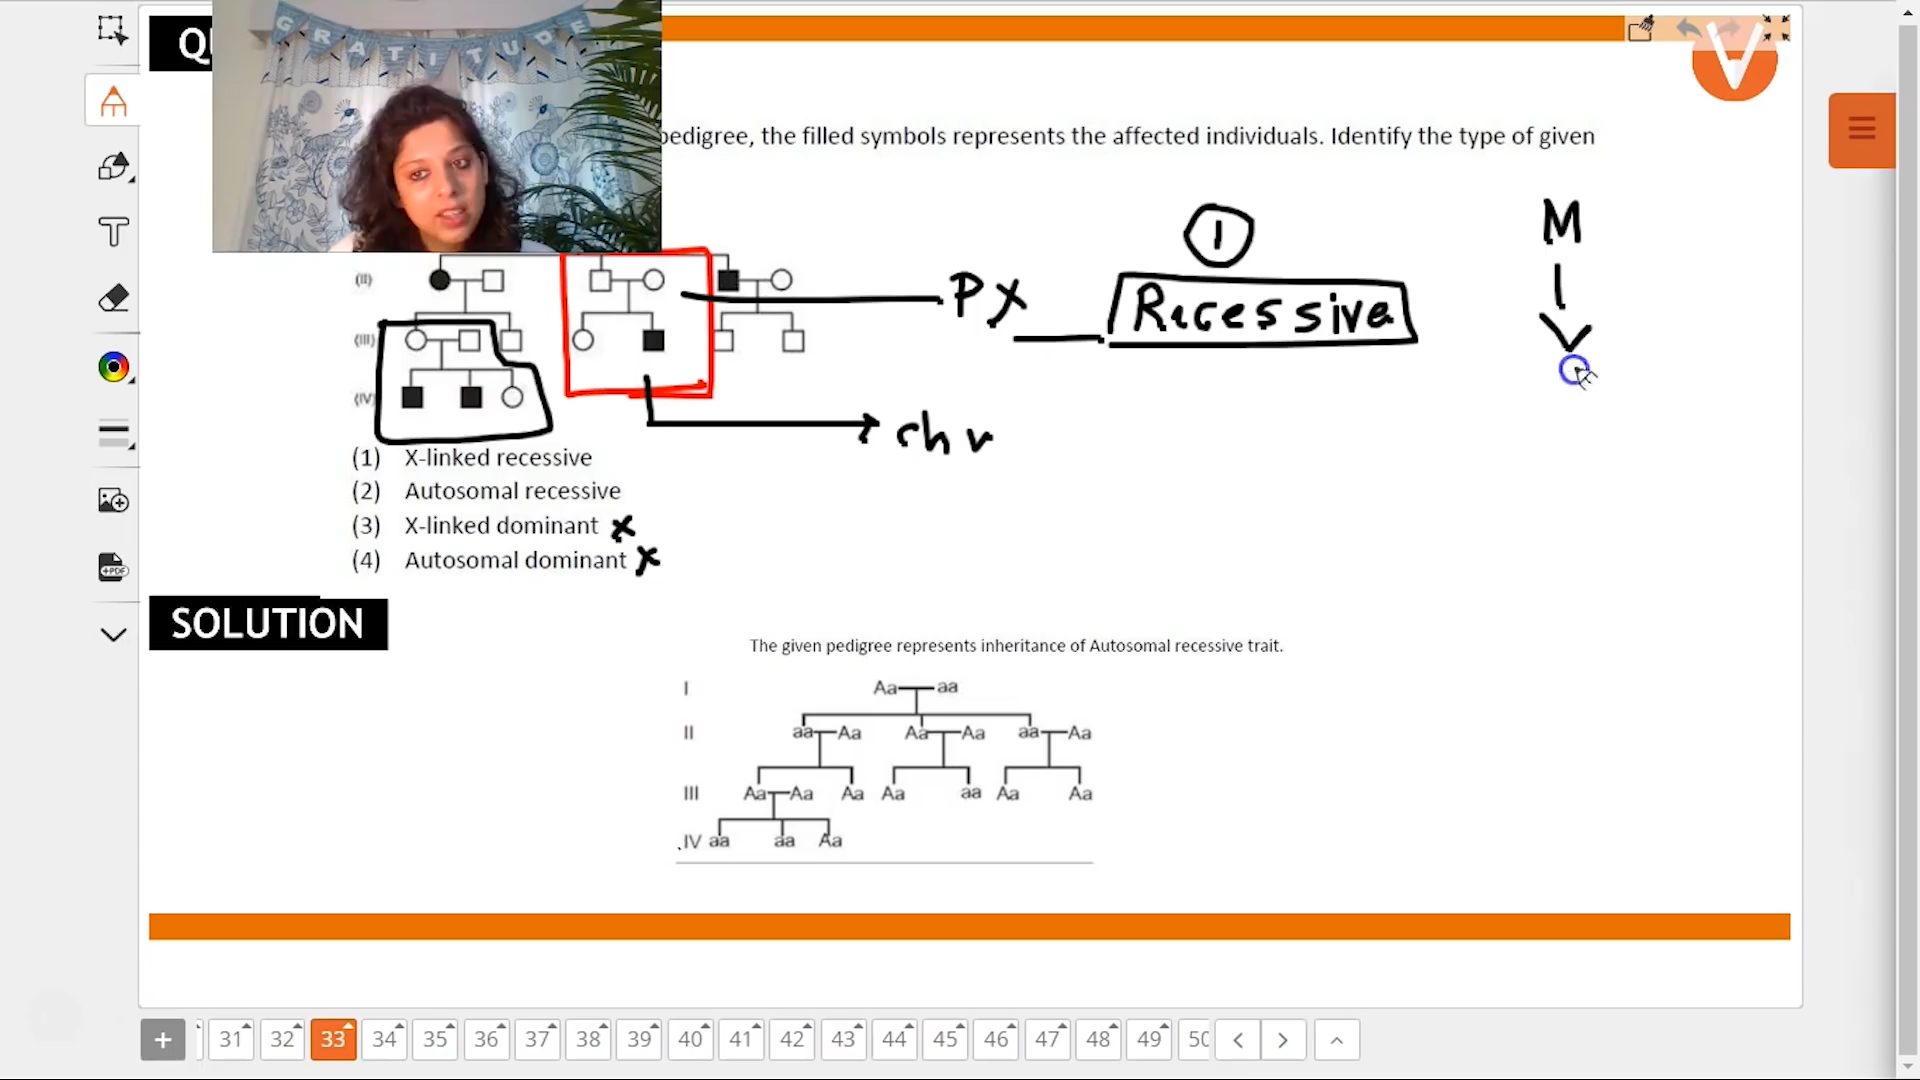 GRATITUDE
pedigree, the filled symbols represents the affected individuals. Identify the type of given
1
M
(II)
P
Recessive
(III)
(IV)
ch
(1) X-linked recessive
(2) Autosomal recessive
(3) X-linked dominant
(4) Autosomal dominant
SOLUTION
The given pedigree represents inheritance of Autosomal recessive trait.
I Aa aa
II aa Aa Aa Aa aa Aa
III Aa Aa Aa Aa aa Aa Aa
IV aa aa Aa
31 32 33 34 35 36 37 38 39 40 41 42 43 44 45 46 47 48 49
+PDF